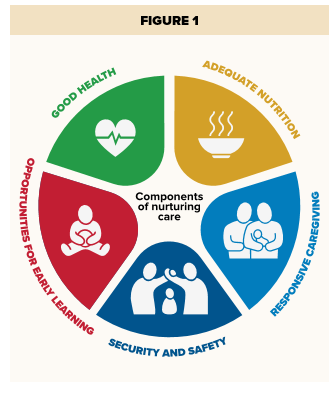 FIGURE 1
GOOD HEALTH
ADEQUATE NUTRITION
Components
of nurturing
care
OPPORTUNITIES FOR EARLY LEARNING
RESPONSIVE CAREGIVING
SECURITY AND SAFETY